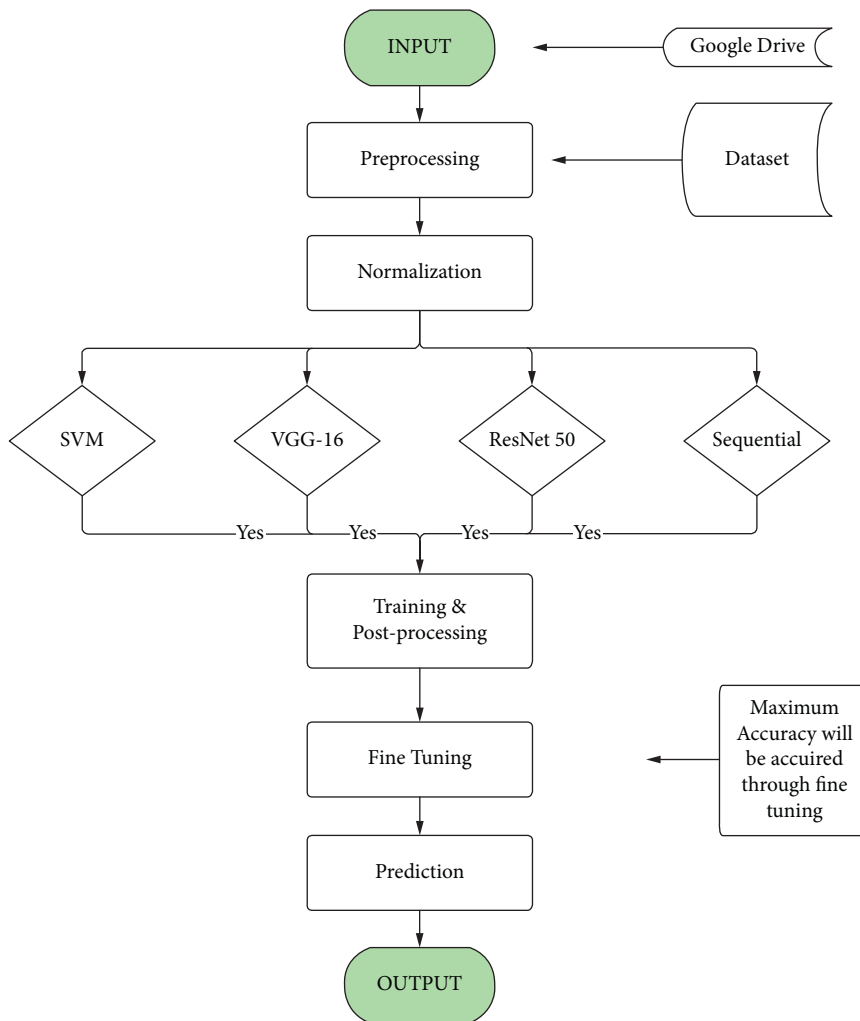 INPUT
Google Drive
Preprocessing
Dataset
Normalization
SVM
VGG-16
ResNet 50
Sequential
Yes
Yes
Yes
Yes
Training &
Post-processing
Fine Tuning
Maximum
Accuracy will
be accuired
through fine
tuning
Prediction
OUTPUT